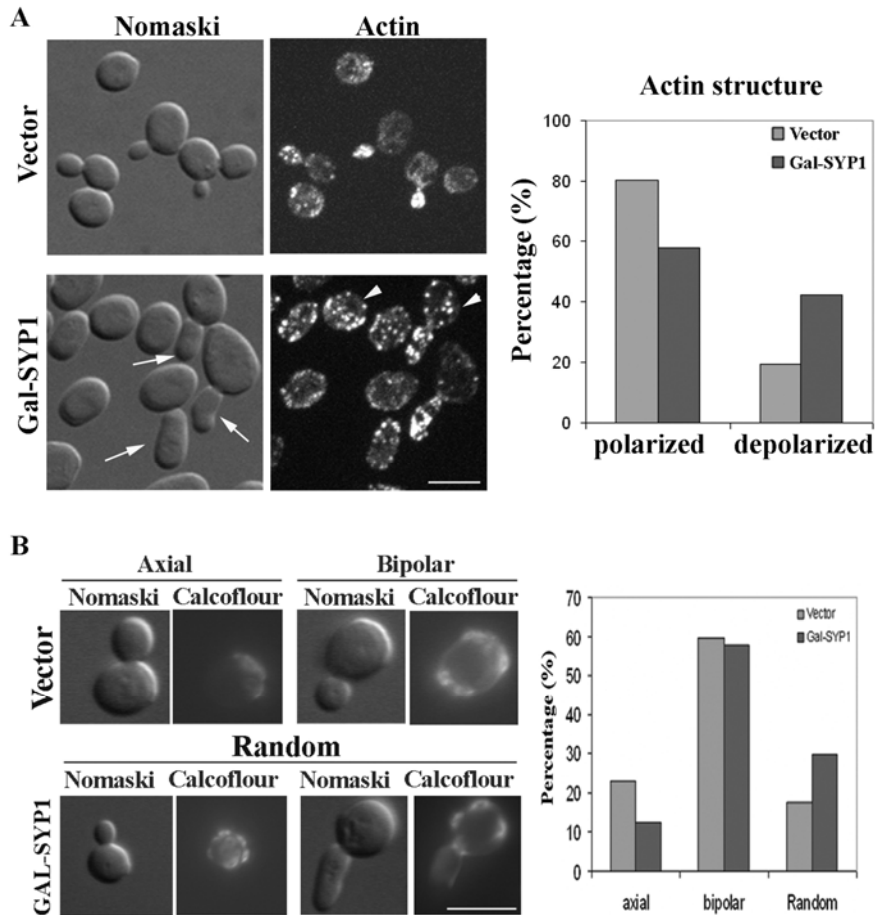 A
Nomaski Actin
Vector
Gal-SYP1
Actin structure
Percentage (%)
100
80
60
40
20
0
Vector
Gal-SYP1
polarized depolarized
B
Axial Bipolar
Nomaski Calcoflour Nomaski Calcoflour
Vector
Random
Nomaski Calcoflour Nomaski Calcoflour
GAL-SYP1
Percentage (%)
70
60
50
40
30
20
10
0
Vector
Gal-SYP1
axial bipolar Random